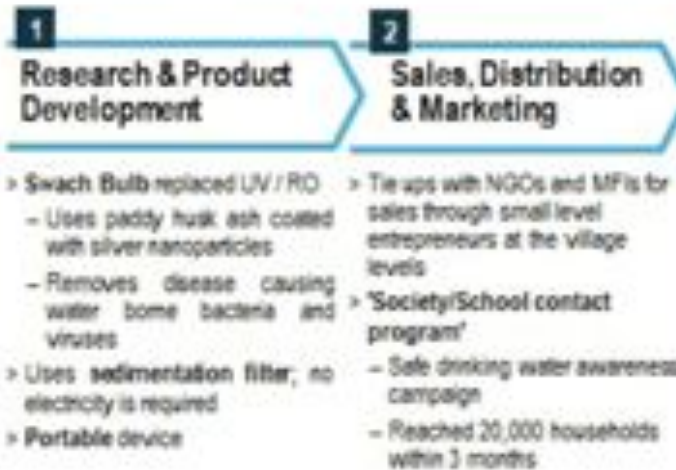 1
Research & Product
Development
> Swach Bulb replaced UV / RO
– Uses paddy husk ash coated
with silver nanoparticles
– Removes disease causing
water borne bacteria and
viruses
> Uses sedimentation filter; no
electricity is required
> Portable device
2
Sales, Distribution
& Marketing
> Tie ups with NGOs and MFIs for
sales through small level
entrepreneurs at the village
levels
> 'Society/School contact
program'
– Safe drinking water awareness
campaign
– Reached 20,000 households
within 3 months